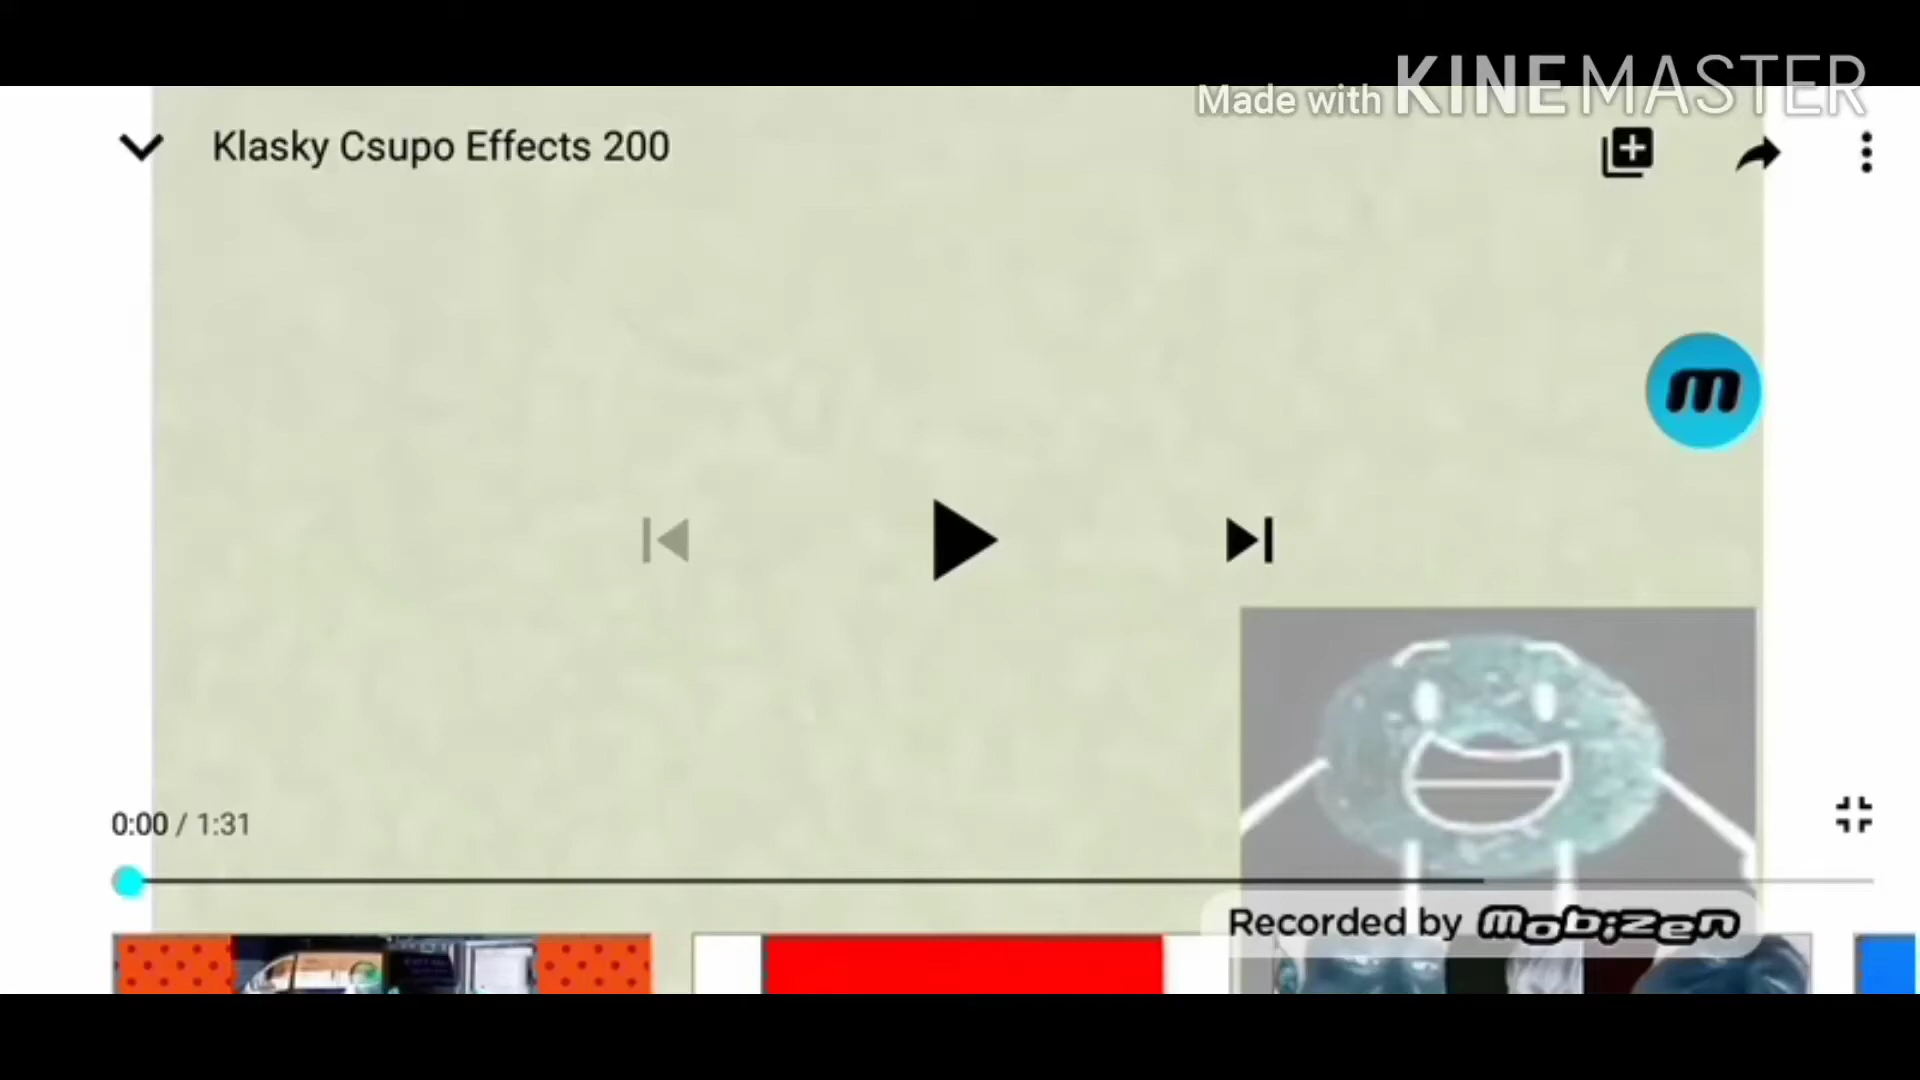 Made with KINEMASTER
Klasky Csupo Effects 200
m
0:00 / 1:31
Recorded by mobizen